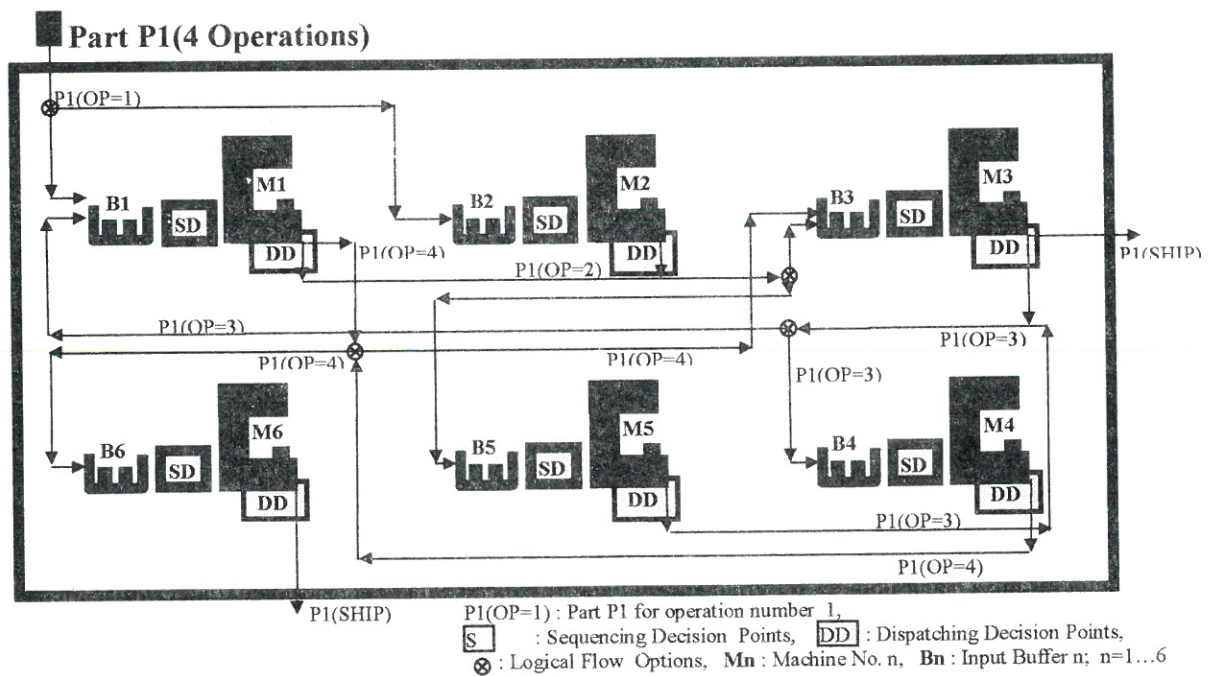 Part P1(4 Operations)
P1(OP=1)
B1
SD
M1
DD
B2
SD
M2
DD
B3
SD
M3
DD
P1(OP=4)
P1(OP=2)
P1(SHIP)
P1(OP=3)
P1(OP=3)
P1(OP=4)
P1(OP=4)
P1(OP=3)
B6
SD
M6
DD
B5
SD
M5
DD
B4
SD
M4
DD
P1(OP=3)
P1(OP=4)
P1(SHIP)
P1(OP=1) : Part P1 for operation number 1,
S : Sequencing Decision Points, DD : Dispatching Decision Points,
⊗ : Logical Flow Options, Mn : Machine No. n, Bn : Input Buffer n; n=1…6